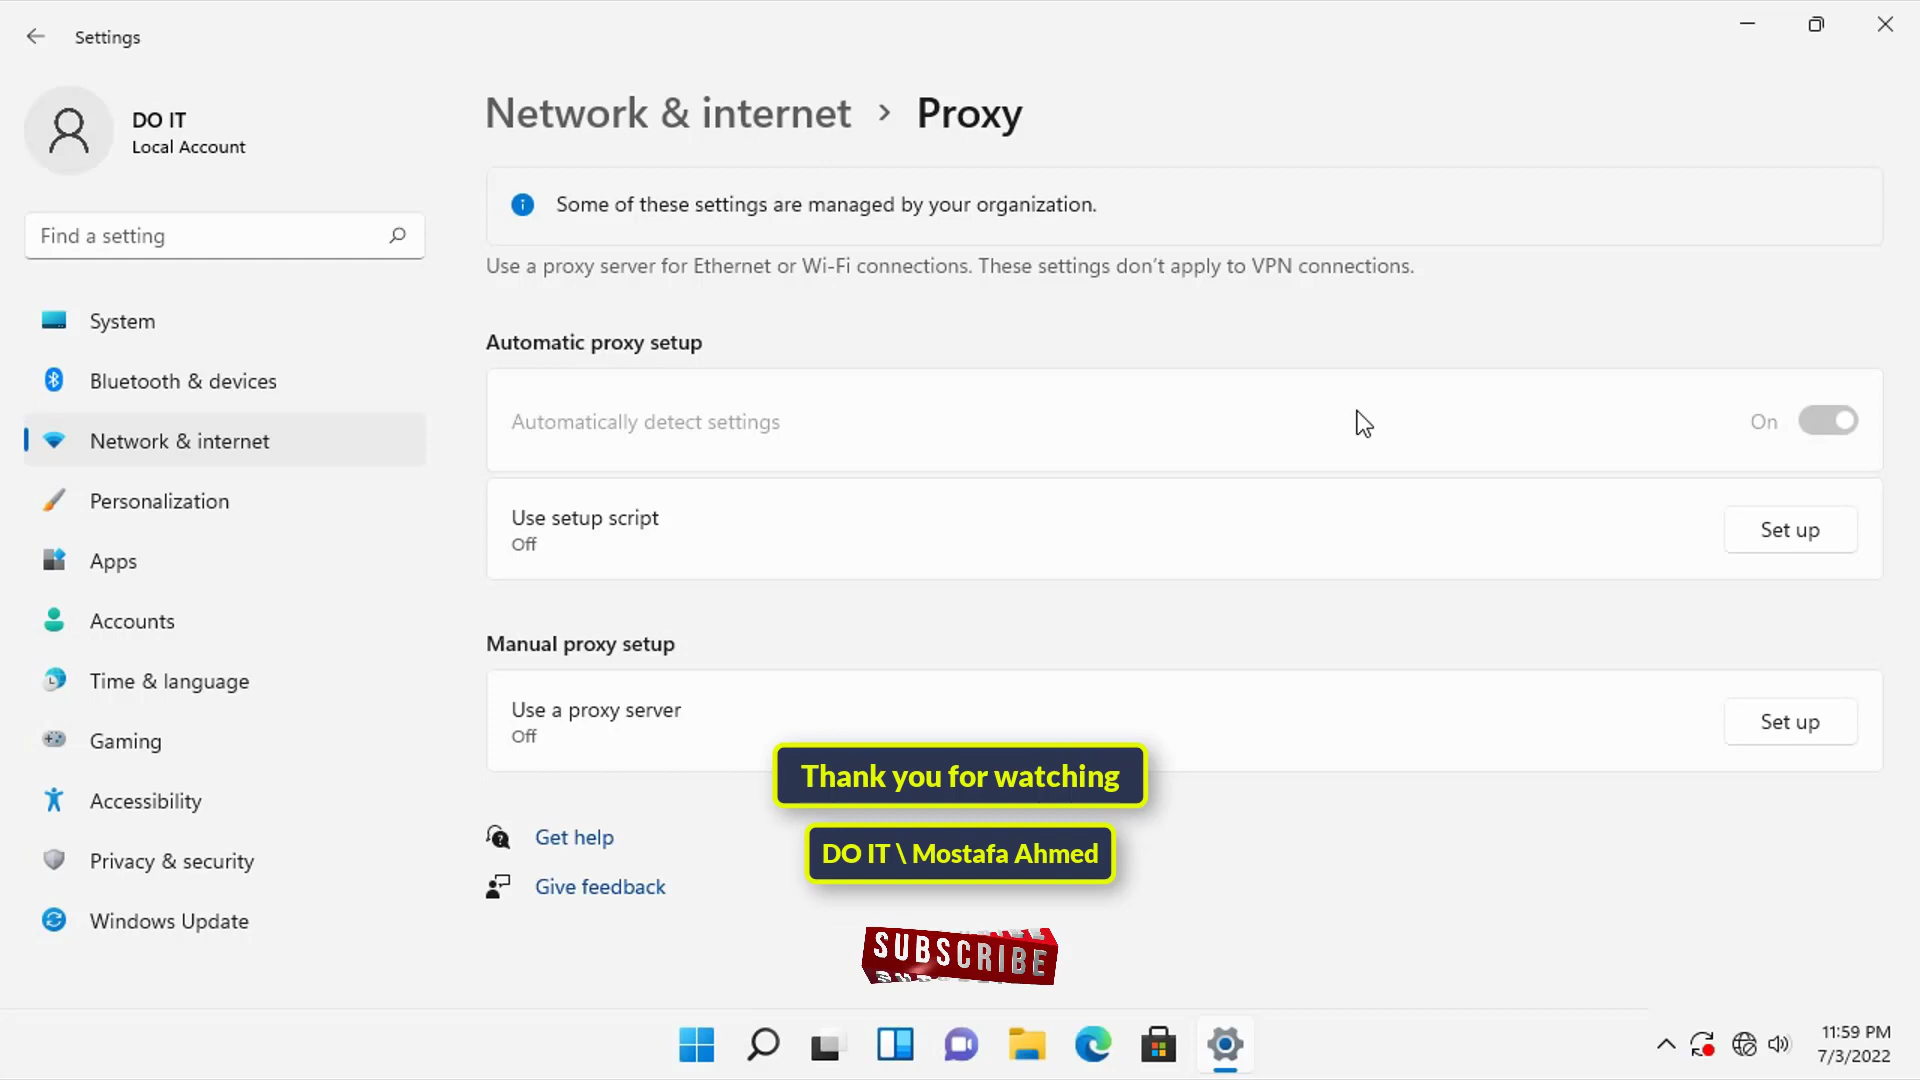 Settings
DO IT
Local Account
Find a setting
System
Bluetooth & devices
Network & internet
Personalization
Apps
Accounts
Time & language
Gaming
Accessibility
Privacy & security
Windows Update
Network & internet > Proxy
Some of these settings are managed by your organization.
Use a proxy server for Ethernet or Wi-Fi connections. These settings don't apply to VPN connections.
Automatic proxy setup
Automatically detect settings
On
Use setup script
Off
Set up
Manual proxy setup
Use a proxy server
Off
Set up
Thank you for watching
DO IT \ Mostafa Ahmed
Get help
Give feedback
SUBSCRIBE
11:59 PM
7/3/2022